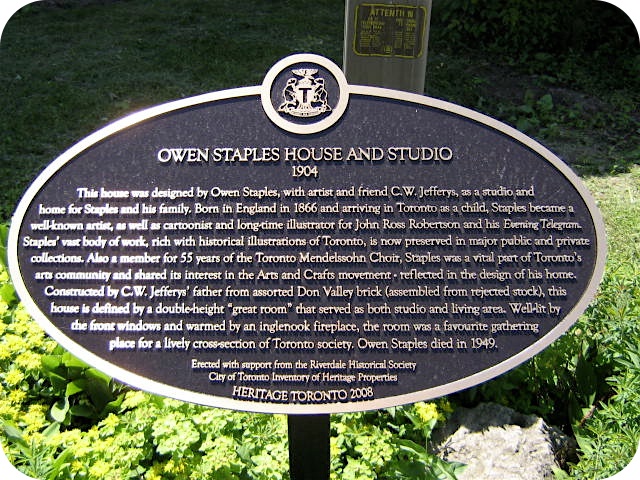 ATTENTION
T
OWEN STAPLES HOUSE AND STUDIO
1904
This house was designed by Owen Staples, with artist and friend C.W. Jefferys, as a studio and
home for Staples and his family. Born in England in 1866 and arriving in Toronto as a child, Staples became a
well-known artist, as well as cartoonist and long-time illustrator for John Ross Robertson and his Evening Telegram.
Staples' vast body of work, rich with historical illustrations of Toronto, is now preserved in major public and private
collections. Also a member for 55 years of the Toronto Mendelssohn Choir, Staples was a vital part of Toronto's
arts community and shared its interest in the Arts and Crafts movement - reflected in the design of his home.
Constructed by C.W. Jefferys' father from assorted Don Valley brick (assembled from rejected stock), this
house is defined by a double-height "great room" that served as both studio and living area. Well-lit by
the front windows and warmed by an inglenook fireplace, the room was a favourite gathering
place for a lively cross-section of Toronto society. Owen Staples died in 1949.
Erected with support from the Riverdale Historical Society
City of Toronto Inventory of Heritage Properties
HERITAGE TORONTO 2008